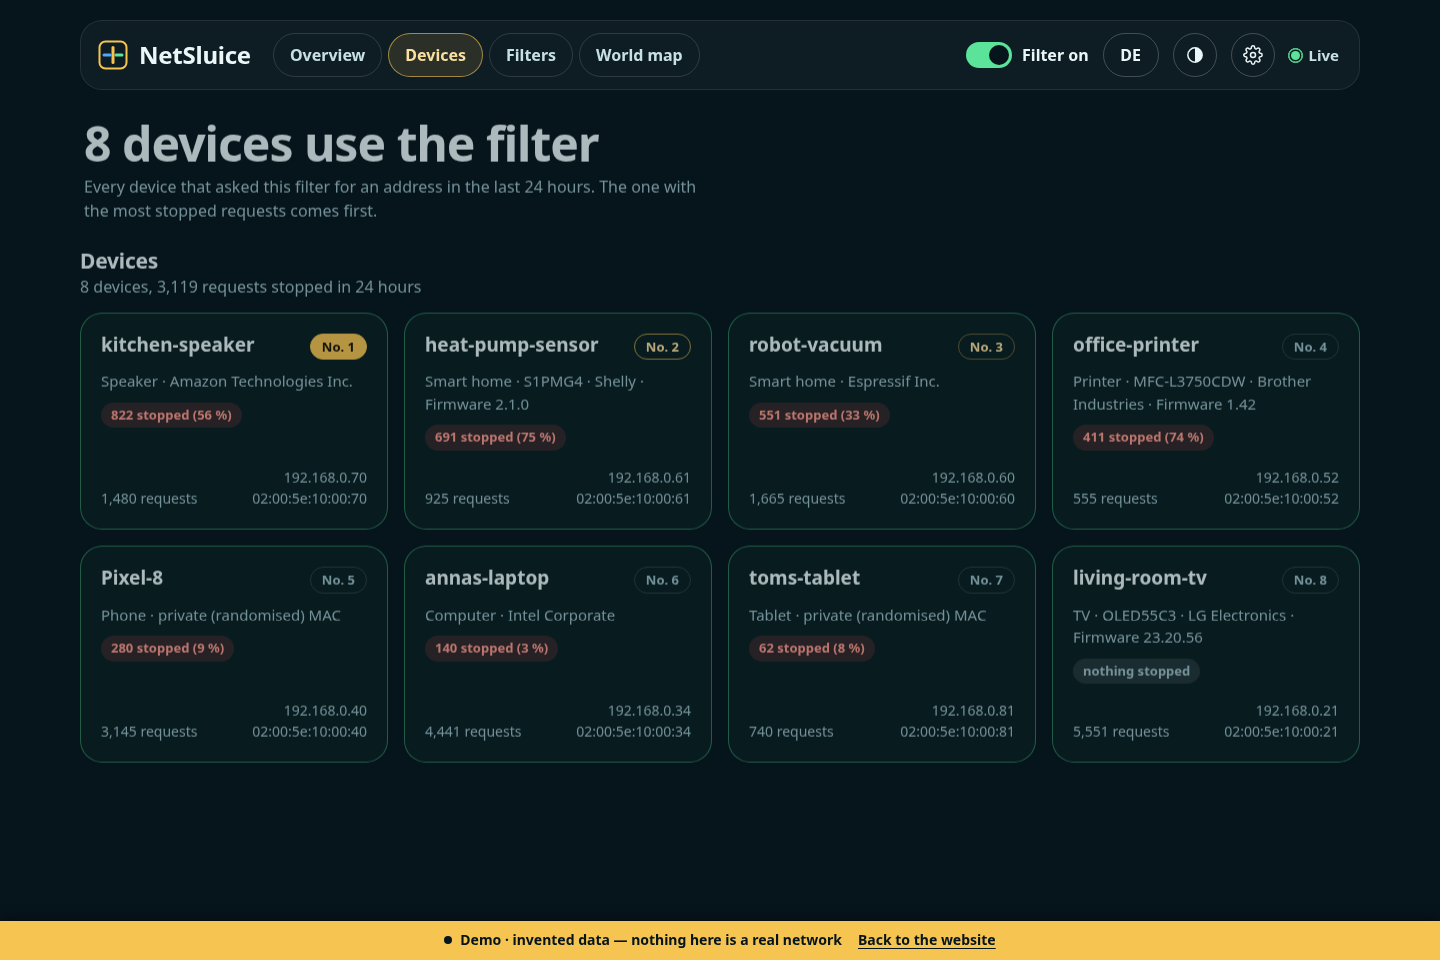 NetSluice
Overview
Devices
Filters
World map
Filter on
DE
Live
8 devices use the filter
Every device that asked this filter for an address in the last 24 hours. The one with
the most stopped requests comes first.
Devices
8 devices, 3,119 requests stopped in 24 hours
kitchen-speaker
No. 1
Speaker · Amazon Technologies Inc.
822 stopped (56 %)
192.168.0.70
1,480 requests
02:00:5e:10:00:70
heat-pump-sensor
No. 2
Smart home · S1PMG4 · Shelly ·
Firmware 2.1.0
691 stopped (75 %)
192.168.0.61
925 requests
02:00:5e:10:00:61
robot-vacuum
No. 3
Smart home · Espressif Inc.
551 stopped (33 %)
192.168.0.60
1,665 requests
02:00:5e:10:00:60
office-printer
No. 4
Printer · MFC-L3750CDW · Brother
Industries · Firmware 1.42
411 stopped (74 %)
192.168.0.52
555 requests
02:00:5e:10:00:52
Pixel-8
No. 5
Phone · private (randomised) MAC
280 stopped (9 %)
192.168.0.40
3,145 requests
02:00:5e:10:00:40
annas-laptop
No. 6
Computer · Intel Corporate
140 stopped (3 %)
192.168.0.34
4,441 requests
02:00:5e:10:00:34
toms-tablet
No. 7
Tablet · private (randomised) MAC
62 stopped (8 %)
192.168.0.81
740 requests
02:00:5e:10:00:81
living-room-tv
No. 8
TV · OLED55C3 · LG Electronics ·
Firmware 23.20.56
nothing stopped
192.168.0.21
5,551 requests
02:00:5e:10:00:21
Demo · invented data — nothing here is a real network
Back to the website